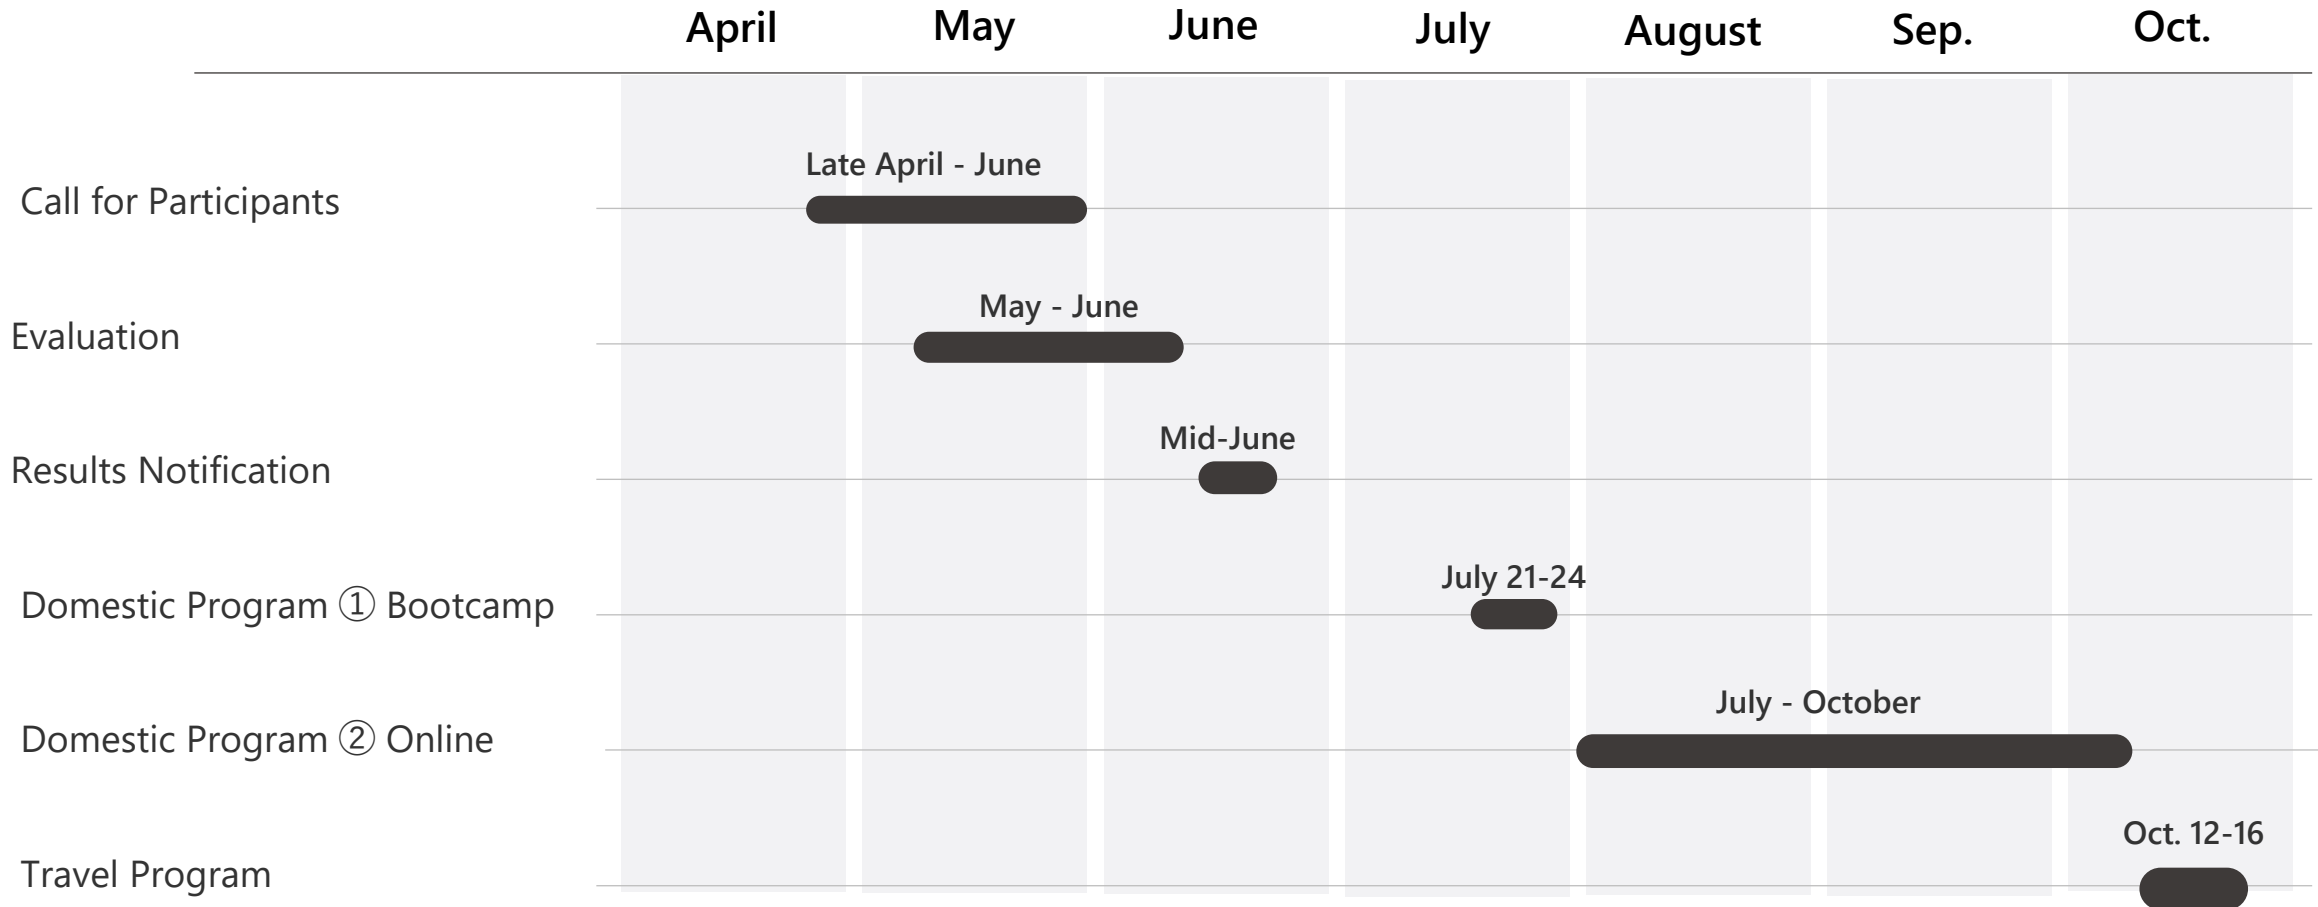 April May June July August Sep. Oct.
Late April - June
Call for Participants
May - June
Evaluation
Mid-June
Results Notification
July 21-24
Domestic Program ① Bootcamp
July - October
Domestic Program ② Online
Oct. 12-16
Travel Program